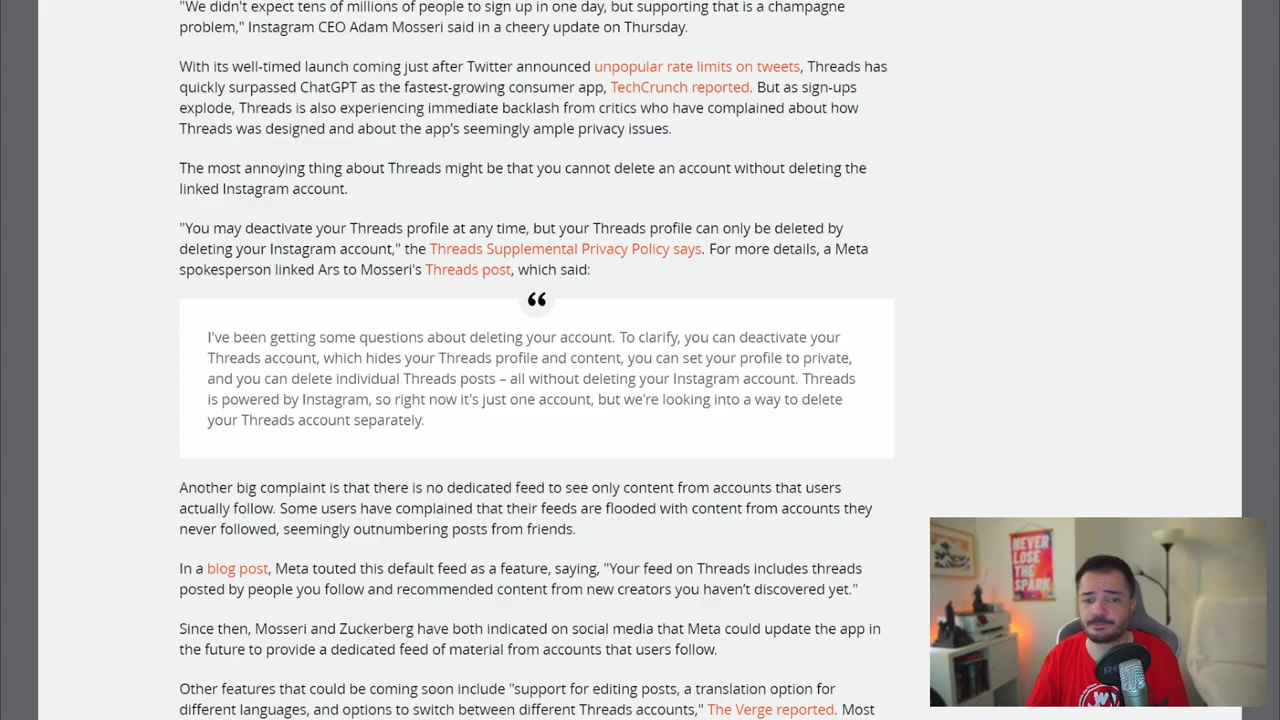 "We didn't expect tens of millions of people to sign up in one day, but supporting that is a champagne
problem," Instagram CEO Adam Mosseri said in a cheery update on Thursday.
With its well-timed launch coming just after Twitter announced unpopular rate limits on tweets, Threads has
quickly surpassed ChatGPT as the fastest-growing consumer app, TechCrunch reported. But as sign-ups
explode, Threads is also experiencing immediate backlash from critics who have complained about how
Threads was designed and about the app's seemingly ample privacy issues.
The most annoying thing about Threads might be that you cannot delete an account without deleting the
linked Instagram account.
"You may deactivate your Threads profile at any time, but your Threads profile can only be deleted by
deleting your Instagram account," the Threads Supplemental Privacy Policy says. For more details, a Meta
spokesperson linked Ars to Mosseri's Threads post, which said:
“
I've been getting some questions about deleting your account. To clarify, you can deactivate your
Threads account, which hides your Threads profile and content, you can set your profile to private,
and you can delete individual Threads posts – all without deleting your Instagram account. Threads
is powered by Instagram, so right now it's just one account, but we're looking into a way to delete
your Threads account separately.
Another big complaint is that there is no dedicated feed to see only content from accounts that users
actually follow. Some users have complained that their feeds are flooded with content from accounts they
never followed, seemingly outnumbering posts from friends.
In a blog post, Meta touted this default feed as a feature, saying, "Your feed on Threads includes threads
posted by people you follow and recommended content from new creators you haven’t discovered yet."
Since then, Mosseri and Zuckerberg have both indicated on social media that Meta could update the app in
the future to provide a dedicated feed of material from accounts that users follow.
Other features that could be coming soon include "support for editing posts, a translation option for
different languages, and options to switch between different Threads accounts," The Verge reported. Most
NEVER
LOSE
THE
SPARK